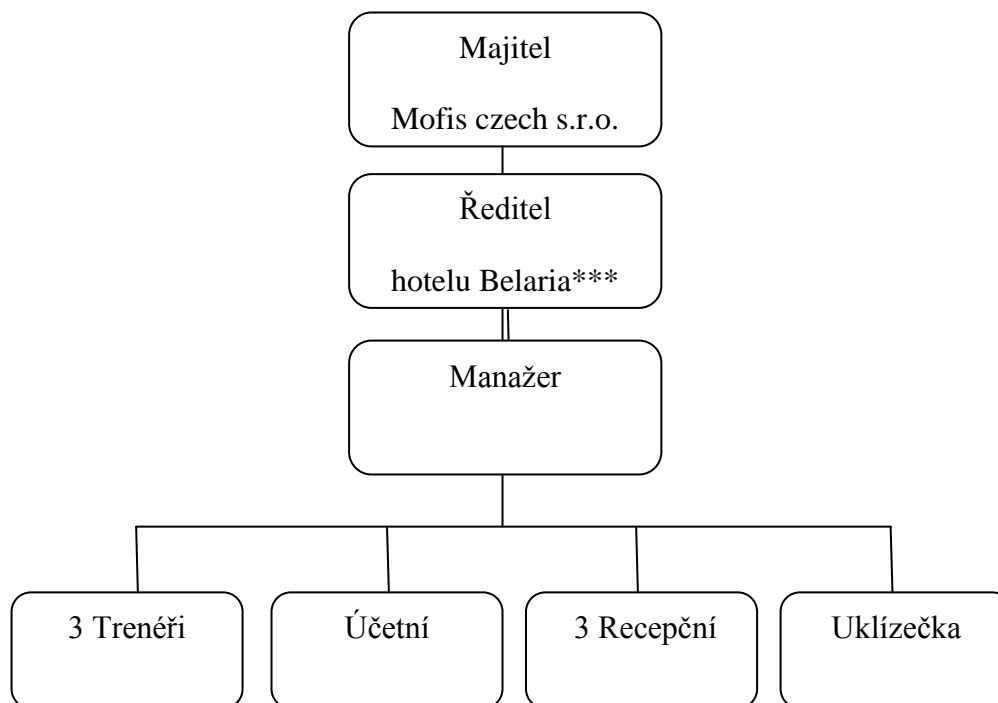 Majitel
Mofis czech s.r.o.
Ředitel
hotelu Belaria***
Manažer
3 Trenéři
Účetní
3 Recepční
Uklízečka